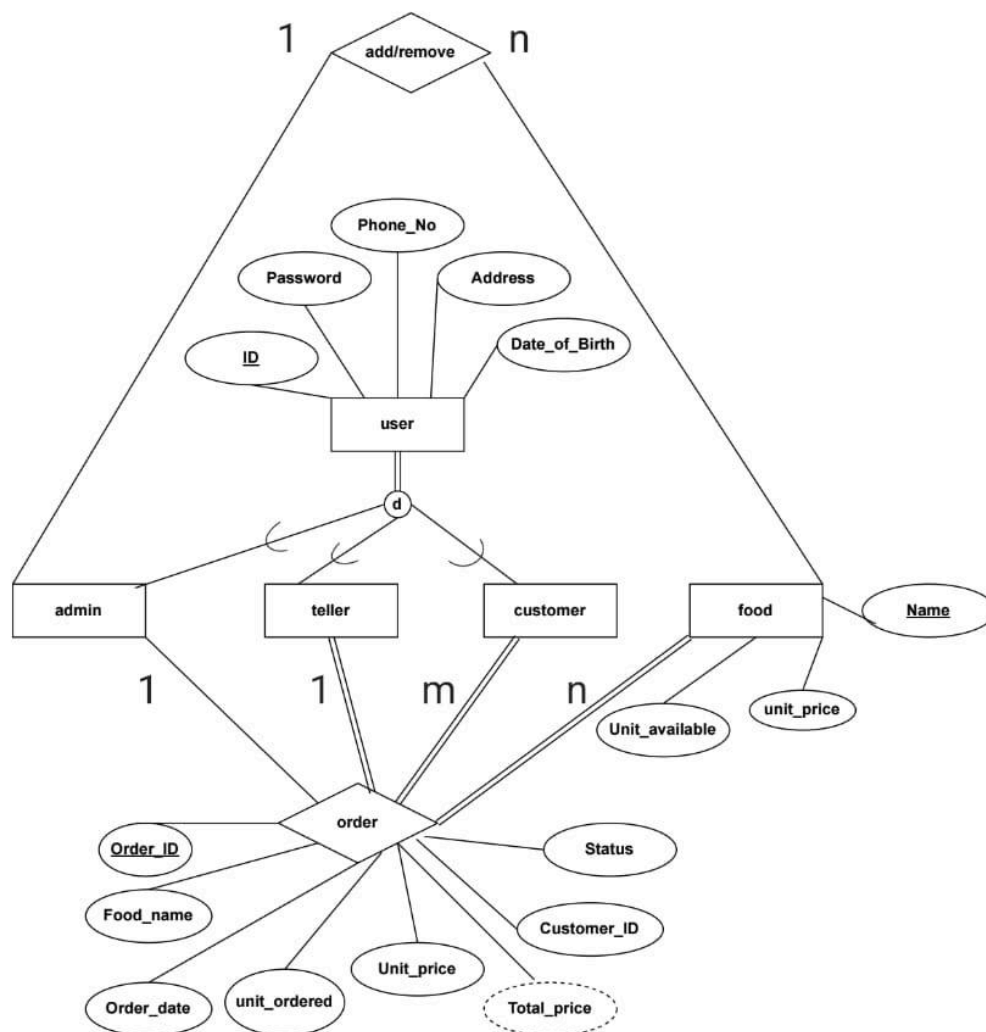 1
add/remove
n
Phone_No
Password
Address
ID
Date_of_Birth
user
d
admin
teller
customer
food
Name
1
1
m
n
Unit_available
unit_price
order
Order_ID
Status
Food_name
Customer_ID
Unit_price
Order_date
unit_ordered
Total_price